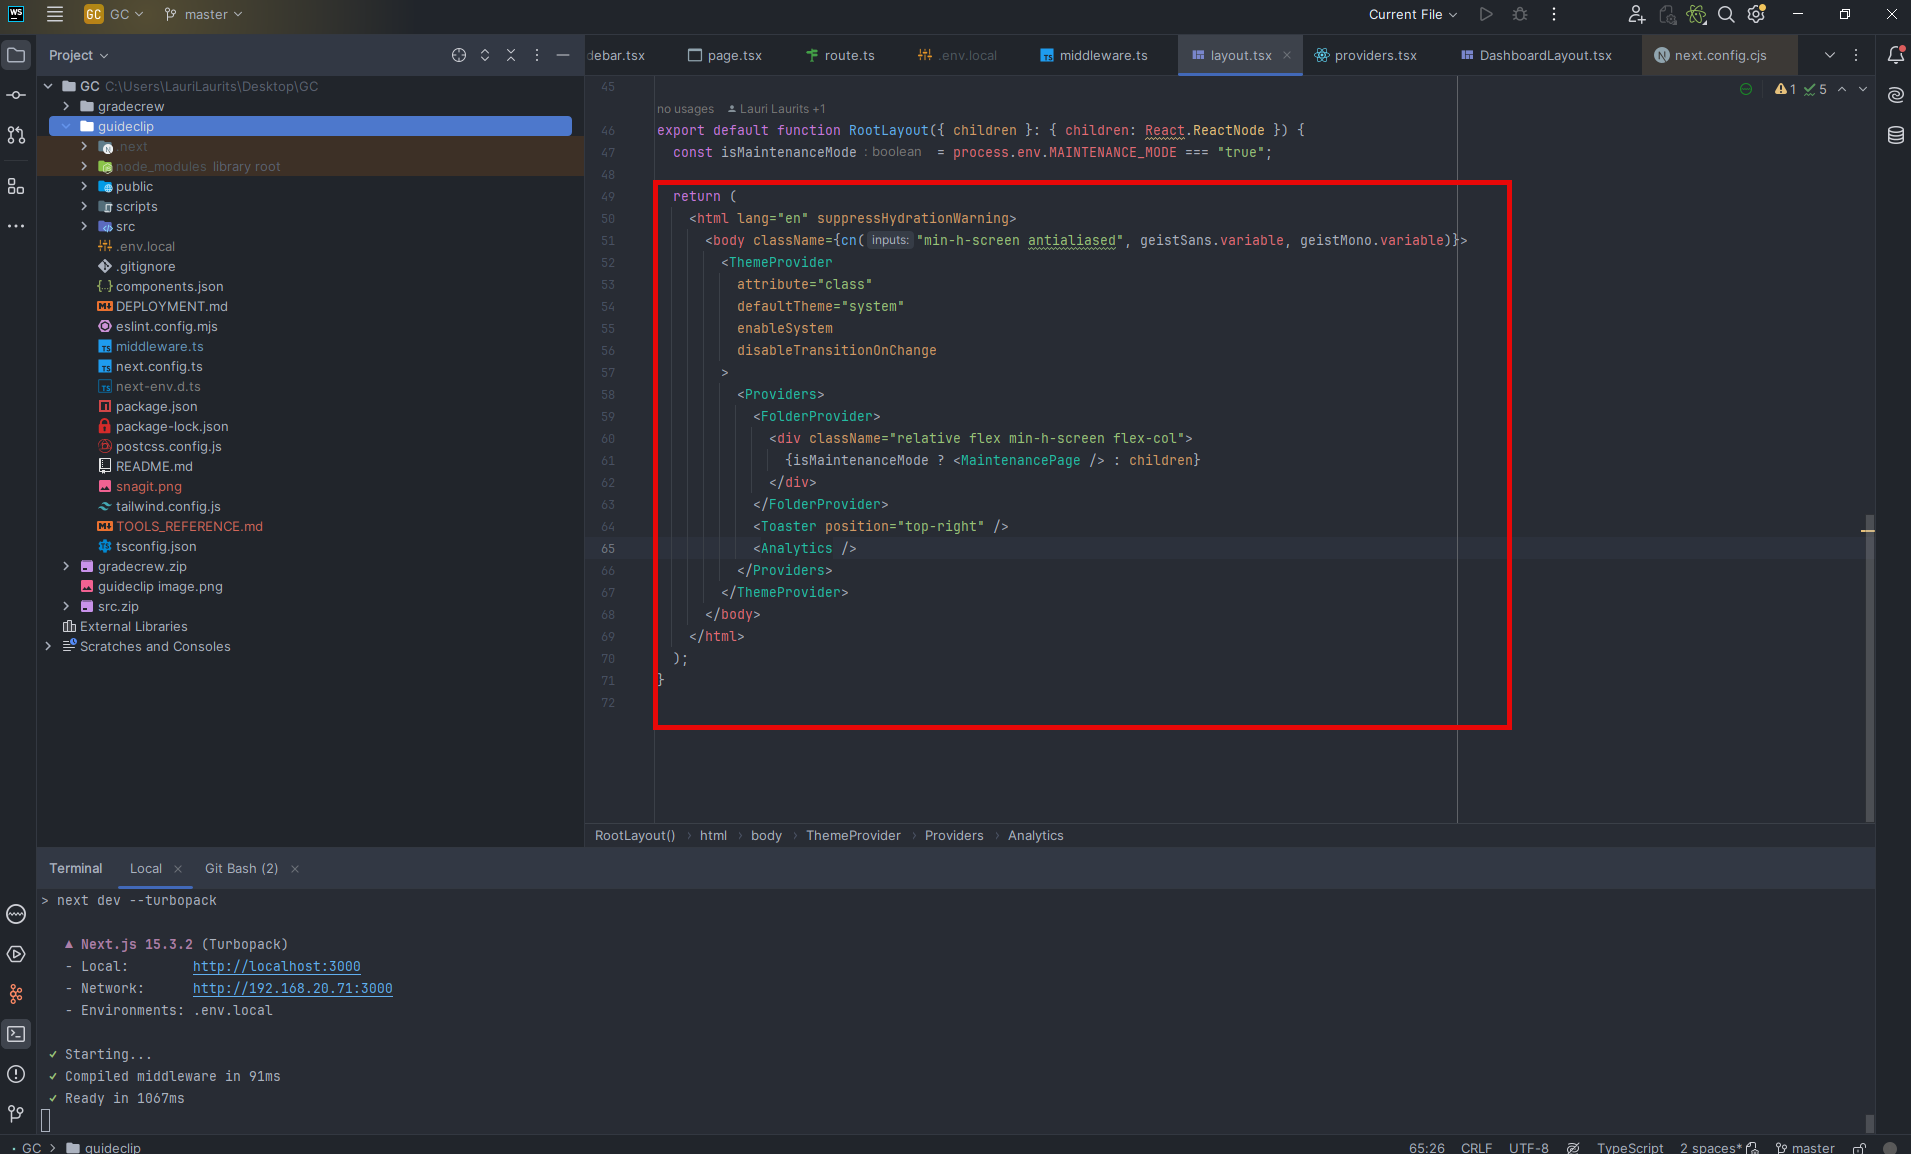 WS
GC GC
master
Current File
Project
debar.tsx
page.tsx
route.ts
.env.local
middleware.ts
layout.tsx
providers.tsx
DashboardLayout.tsx
next.config.cjs
GC C:\Users\LauriLaurits\Desktop\GC
gradecrew
guideclip
.next
node_modules library root
public
scripts
src
.env.local
.gitignore
components.json
DEPLOYMENT.md
eslint.config.mjs
middleware.ts
next.config.ts
next-env.d.ts
package.json
package-lock.json
postcss.config.js
README.md
snagit.png
tailwind.config.js
TOOLS_REFERENCE.md
tsconfig.json
gradecrew.zip
guideclip image.png
src.zip
External Libraries
Scratches and Consoles
1 5
45
no usages Lauri Laurits +1
46 export default function RootLayout({ children }: { children: React.ReactNode }) {
47 const isMaintenanceMode : boolean = process.env.MAINTENANCE_MODE === "true";
48
49 return (
50 <html lang="en" suppressHydrationWarning>
51 <body className={cn( inputs: "min-h-screen antialiased", geistSans.variable, geistMono.variable)}>
52 <ThemeProvider
53 attribute="class"
54 defaultTheme="system"
55 enableSystem
56 disableTransitionOnChange
57 >
58 <Providers>
59 <FolderProvider>
60 <div className="relative flex min-h-screen flex-col">
61 {isMaintenanceMode ? <MaintenancePage /> : children}
62 </div>
63 </FolderProvider>
64 <Toaster position="top-right" />
65 <Analytics />
66 </Providers>
67 </ThemeProvider>
68 </body>
69 </html>
70 );
71 }
72
RootLayout() › html › body › ThemeProvider › Providers › Analytics
Terminal
Local
Git Bash (2)
> next dev --turbopack
▲ Next.js 15.3.2 (Turbopack)
- Local: http://localhost:3000
- Network: http://192.168.20.71:3000
- Environments: .env.local
✓ Starting...
✓ Compiled middleware in 91ms
✓ Ready in 1067ms
GC > guideclip
65:26 CRLF UTF-8 TypeScript 2 spaces* master